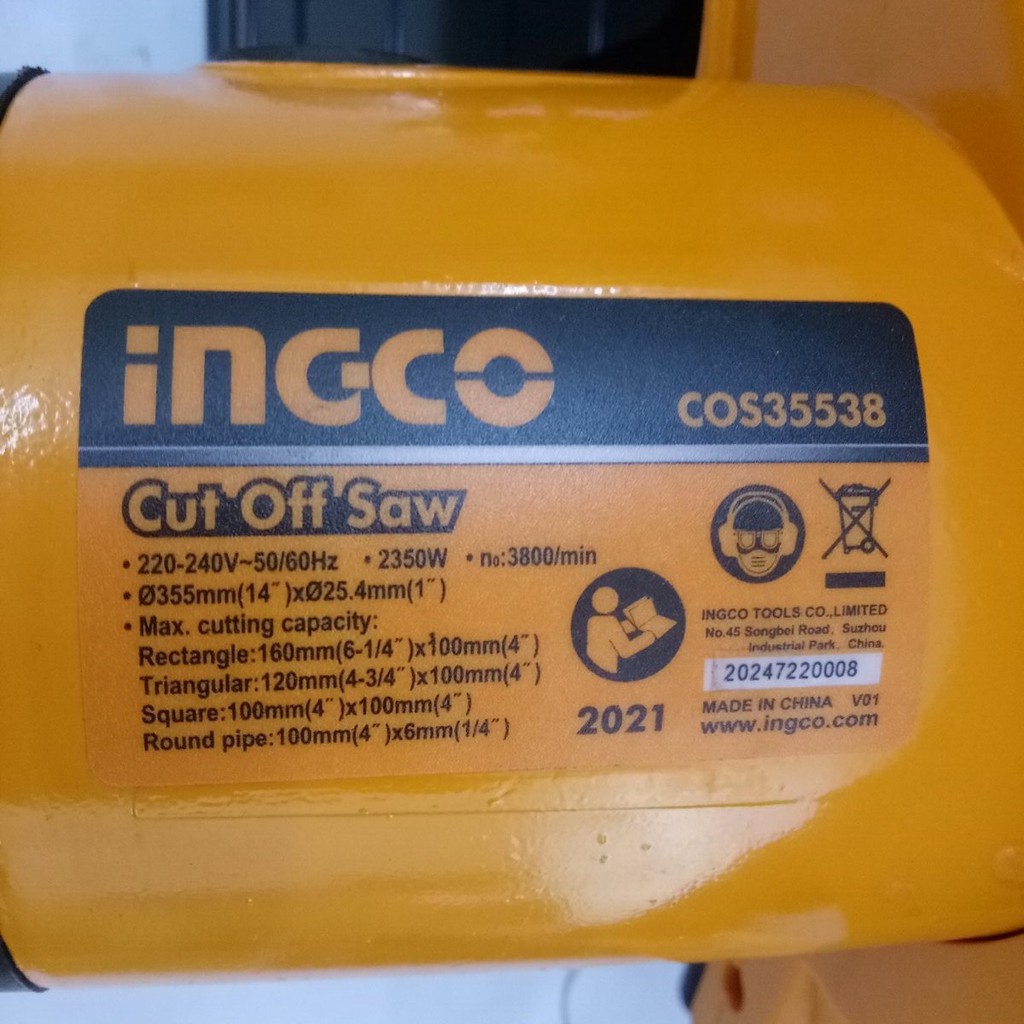 INGCO
COS35538
Cut Off Saw
• 220-240V~50/60Hz • 2350W • n₀:3800/min
• Ø355mm(14˝)xØ25.4mm(1˝)
• Max. cutting capacity:
Rectangle:160mm(6-1/4˝)x100mm(4˝)
Triangular:120mm(4-3/4˝)x100mm(4˝)
Square:100mm(4˝)x100mm(4˝)
Round pipe:100mm(4˝)x6mm(1/4˝)
2021
INGCO TOOLS CO.,LIMITED
No.45 Songbei Road, Suzhou
Industrial Park, China.
20247220008
MADE IN CHINA V01
www.ingco.com